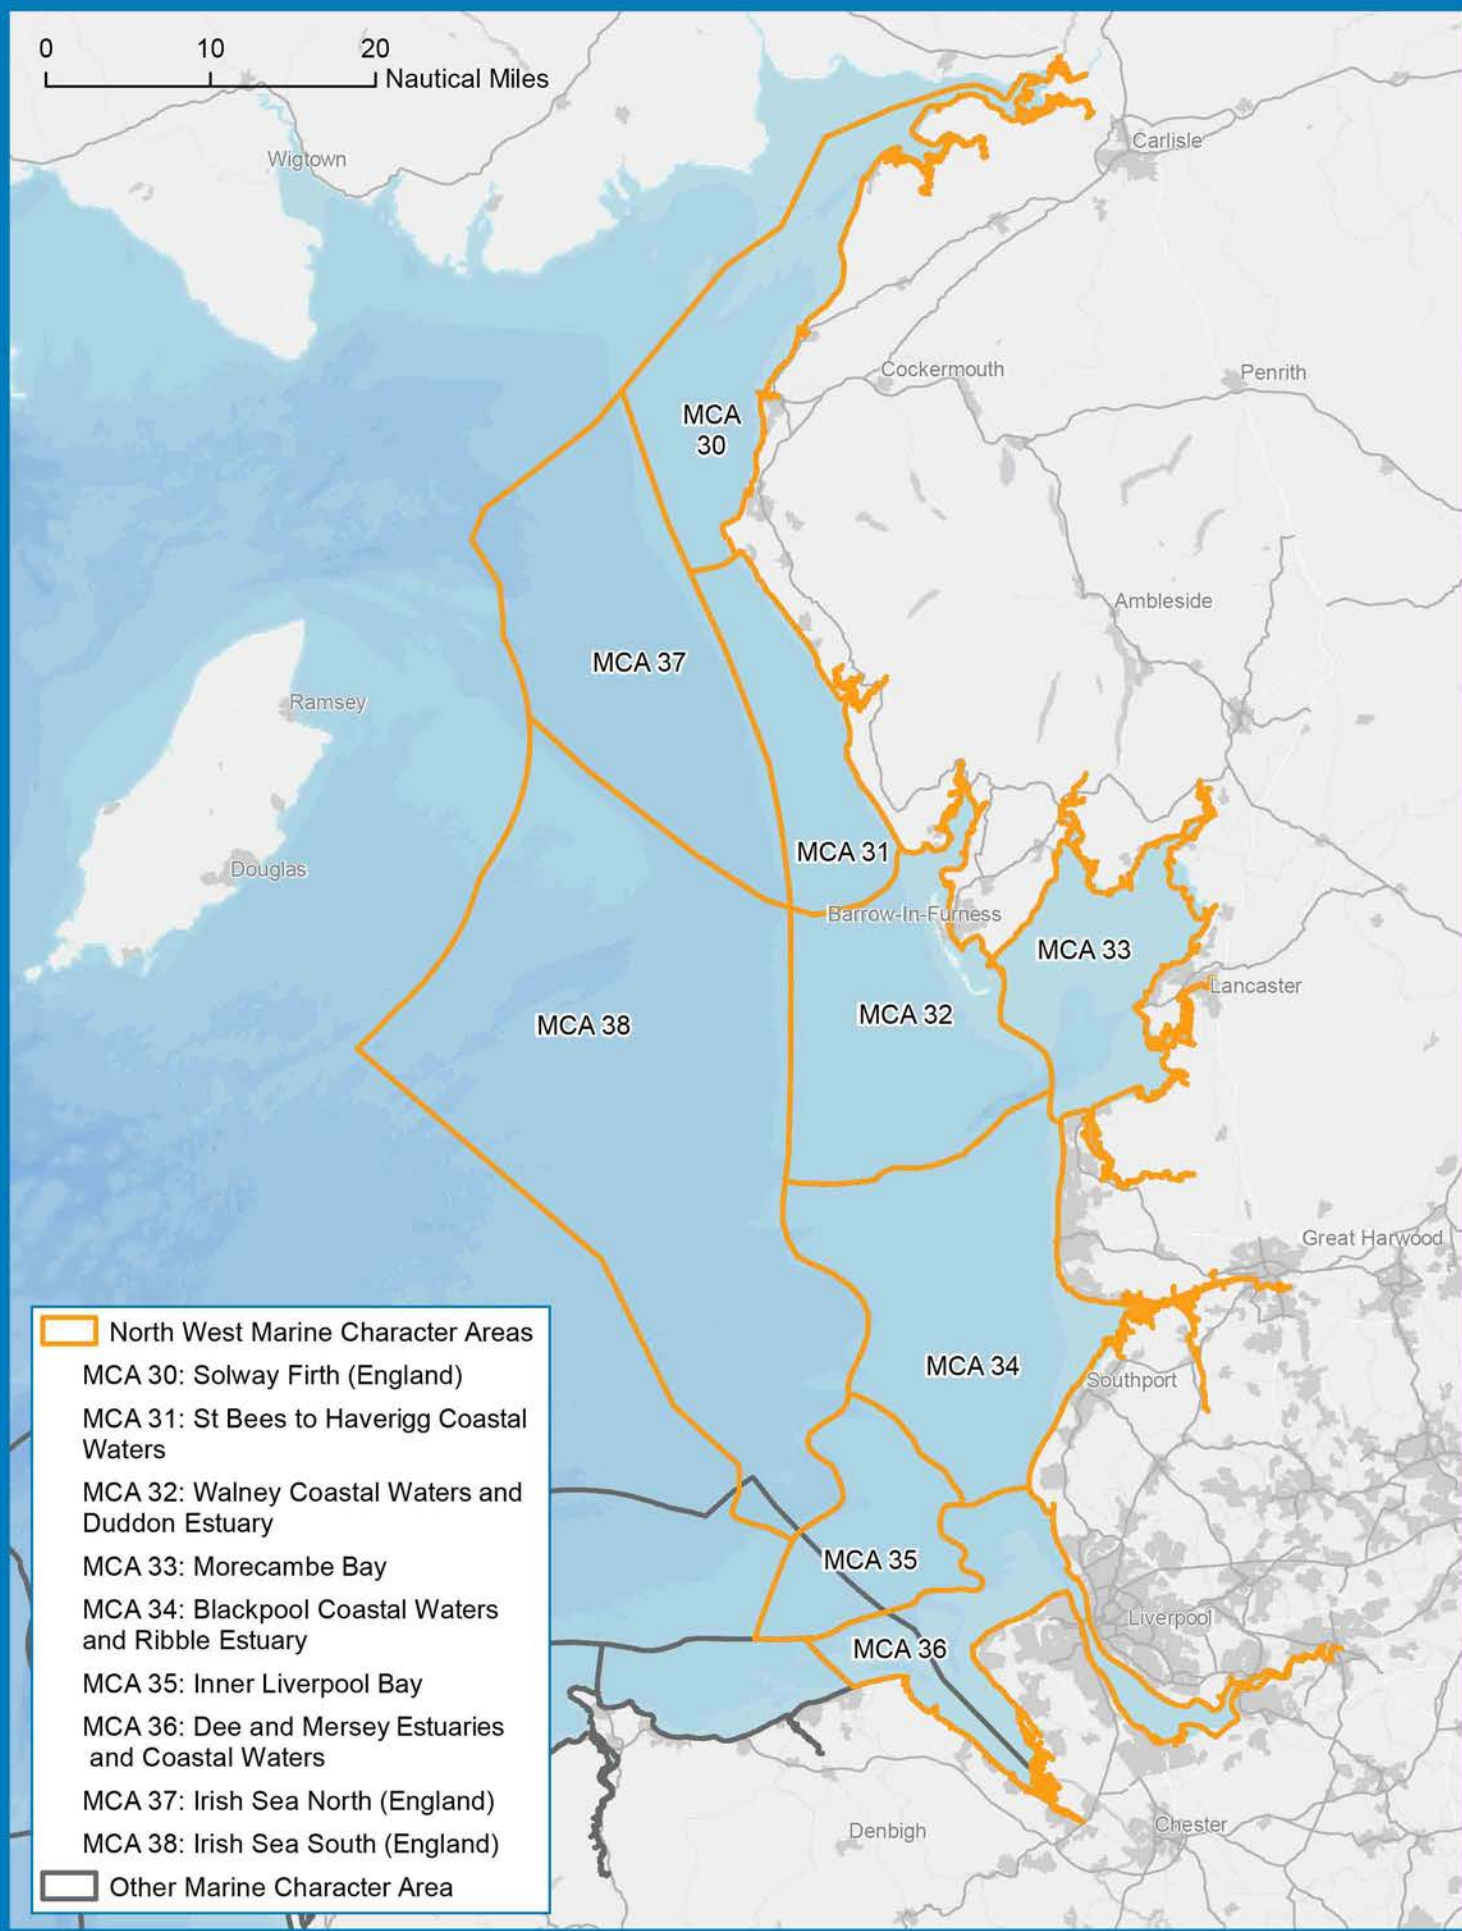 0 10 20
Nautical Miles
Wigtown
Carlisle
Cockermouth
Penrith
MCA
30
Ambleside
MCA 37
Ramsey
MCA 31
Douglas
Barrow-In-Furness
MCA 33
Lancaster
MCA 32
MCA 38
Great Harwood
MCA 34
Southport
MCA 35
Liverpool
MCA 36
Denbigh
Chester
North West Marine Character Areas
MCA 30: Solway Firth (England)
MCA 31: St Bees to Haverigg Coastal
Waters
MCA 32: Walney Coastal Waters and
Duddon Estuary
MCA 33: Morecambe Bay
MCA 34: Blackpool Coastal Waters
and Ribble Estuary
MCA 35: Inner Liverpool Bay
MCA 36: Dee and Mersey Estuaries
and Coastal Waters
MCA 37: Irish Sea North (England)
MCA 38: Irish Sea South (England)
Other Marine Character Area